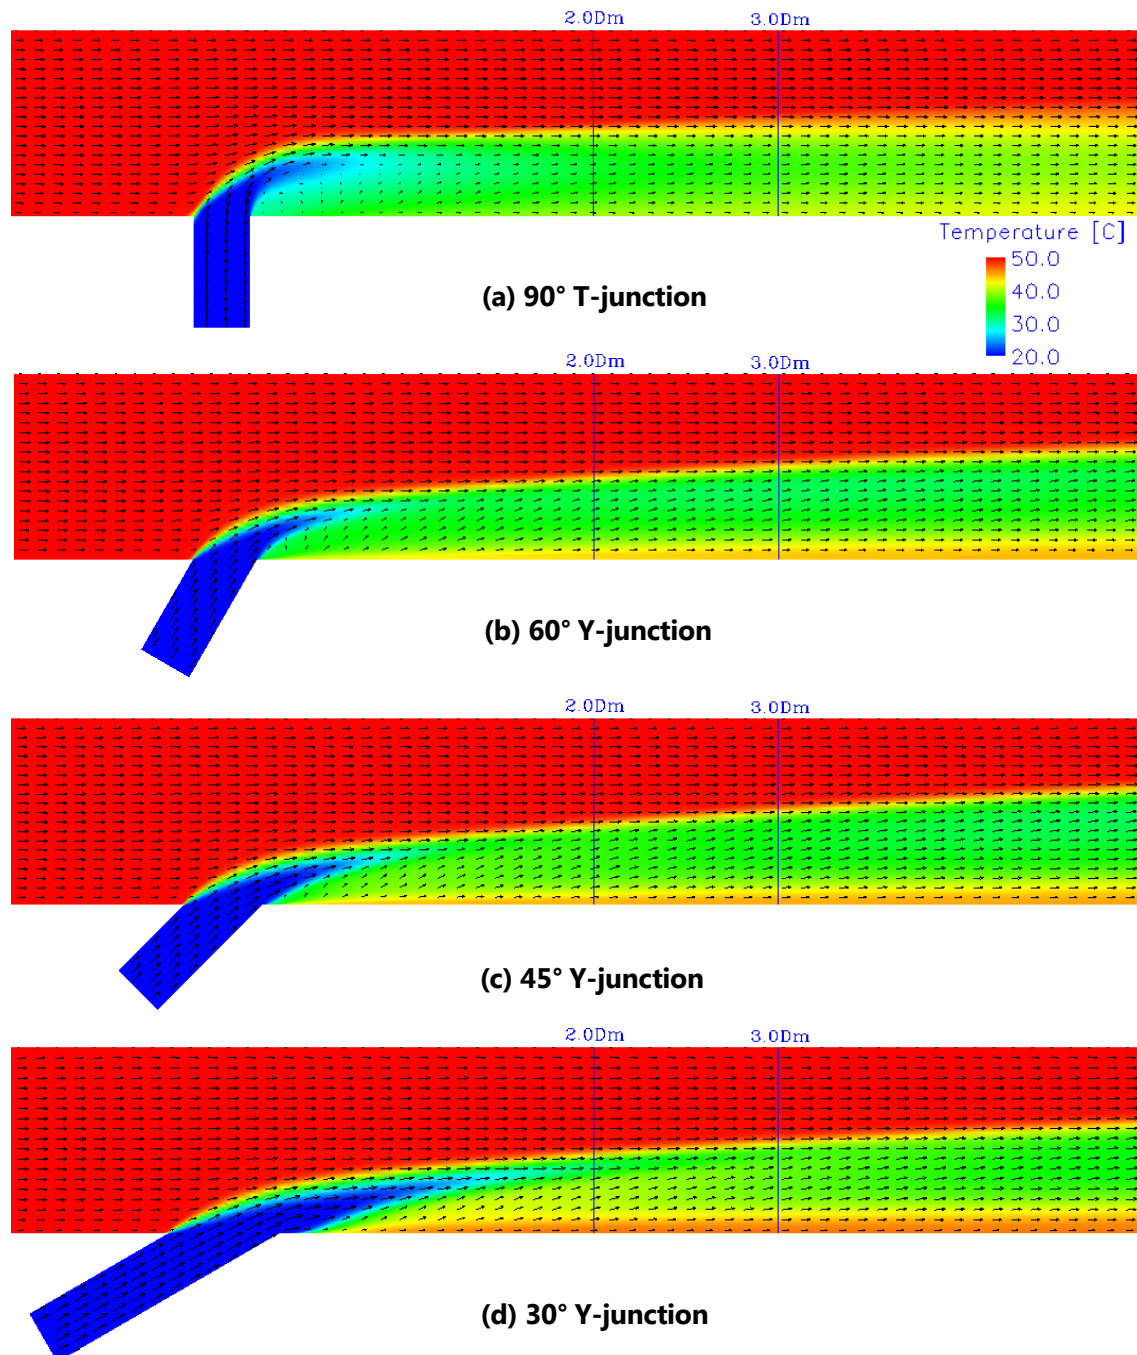 2.0Dm 3.0Dm
Temperature [C]
50.0
40.0
30.0
20.0
(a) 90° T-junction
2.0Dm 3.0Dm
(b) 60° Y-junction
2.0Dm 3.0Dm
(c) 45° Y-junction
2.0Dm 3.0Dm
(d) 30° Y-junction